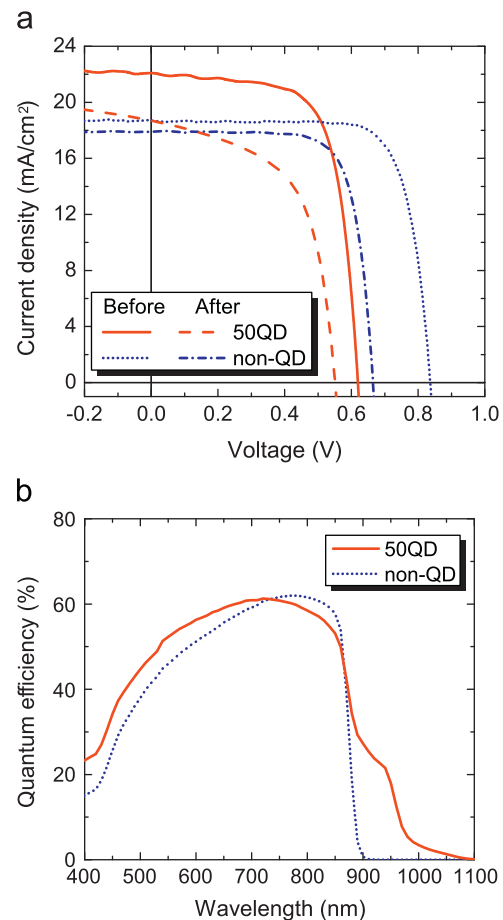 a
24
20
16
12
8
4
0
Current density (mA/cm²)
Before After
50QD
non-QD
-0.2 0.0 0.2 0.4 0.6 0.8 1.0
Voltage (V)
b
80
60
40
20
0
Quantum efficiency (%)
50QD
non-QD
400 500 600 700 800 900 1000 1100
Wavelength (nm)